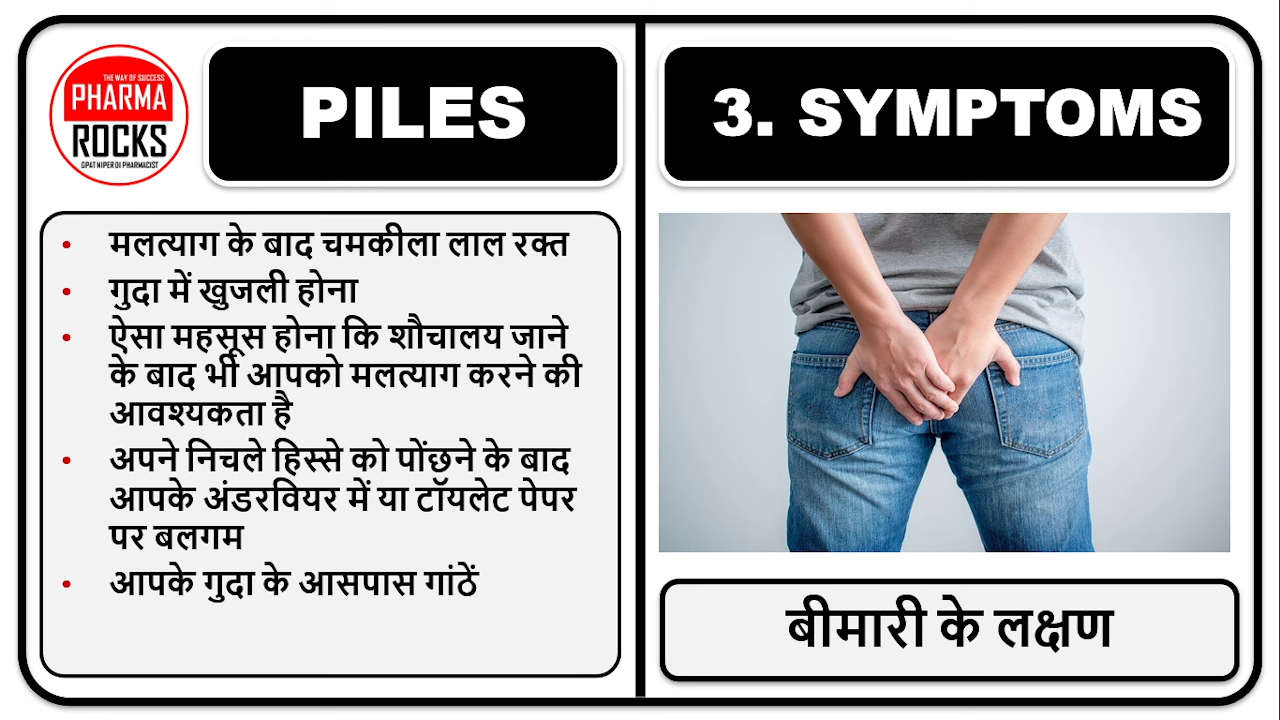 THE WAY OF SUCCESS
PHARMA
ROCKS
GPAT NIPER DI PHARMACIST
PILES
3. SYMPTOMS
• मलत्याग के बाद चमकीला लाल रक्त
• गुदा में खुजली होना
• ऐसा महसूस होना कि शौचालय जाने
के बाद भी आपको मलत्याग करने की
आवश्यकता है
• अपने निचले हिस्से को पोंछने के बाद
आपके अंडरवियर में या टॉयलेट पेपर
पर बलगम
• आपके गुदा के आसपास गांठें
बीमारी के लक्षण